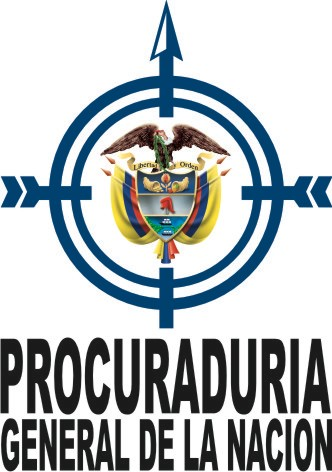 Libertad y Orden
PROCURADURIA
GENERAL DE LA NACION